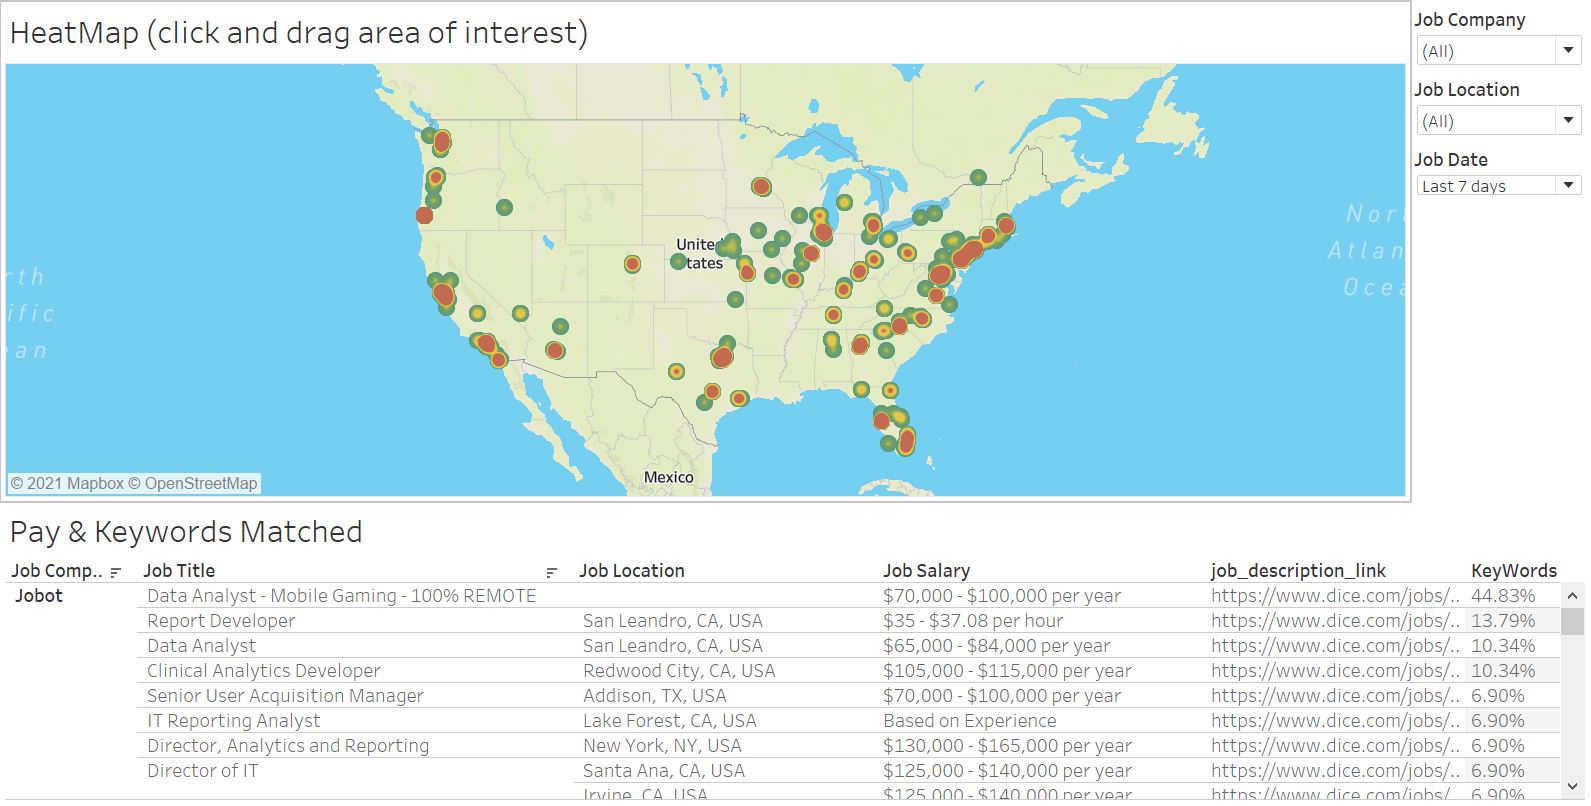 HeatMap (click and drag area of interest)
Job Company
(All)
Job Location
(All)
Job Date
Last 7 days
Nor
Atlan
Ocea
United
States
rth
ific
ean
Mexico
© 2021 Mapbox © OpenStreetMap
Pay & Keywords Matched
Job Comp.. Job Title Job Location Job Salary job_description_link KeyWords
Jobot Data Analyst - Mobile Gaming - 100% REMOTE $70,000 - $100,000 per year https://www.dice.com/jobs/.. 44.83%
Report Developer San Leandro, CA, USA $35 - $37.08 per hour https://www.dice.com/jobs/.. 13.79%
Data Analyst San Leandro, CA, USA $65,000 - $84,000 per year https://www.dice.com/jobs/.. 10.34%
Clinical Analytics Developer Redwood City, CA, USA $105,000 - $115,000 per year https://www.dice.com/jobs/.. 10.34%
Senior User Acquisition Manager Addison, TX, USA $70,000 - $100,000 per year https://www.dice.com/jobs/.. 6.90%
IT Reporting Analyst Lake Forest, CA, USA Based on Experience https://www.dice.com/jobs/.. 6.90%
Director, Analytics and Reporting New York, NY, USA $130,000 - $165,000 per year https://www.dice.com/jobs/.. 6.90%
Director of IT Santa Ana, CA, USA $125,000 - $140,000 per year https://www.dice.com/jobs/.. 6.90%
Irvine, CA, USA $125,000 - $140,000 per year https://www.dice.com/jobs/.. 6.90%